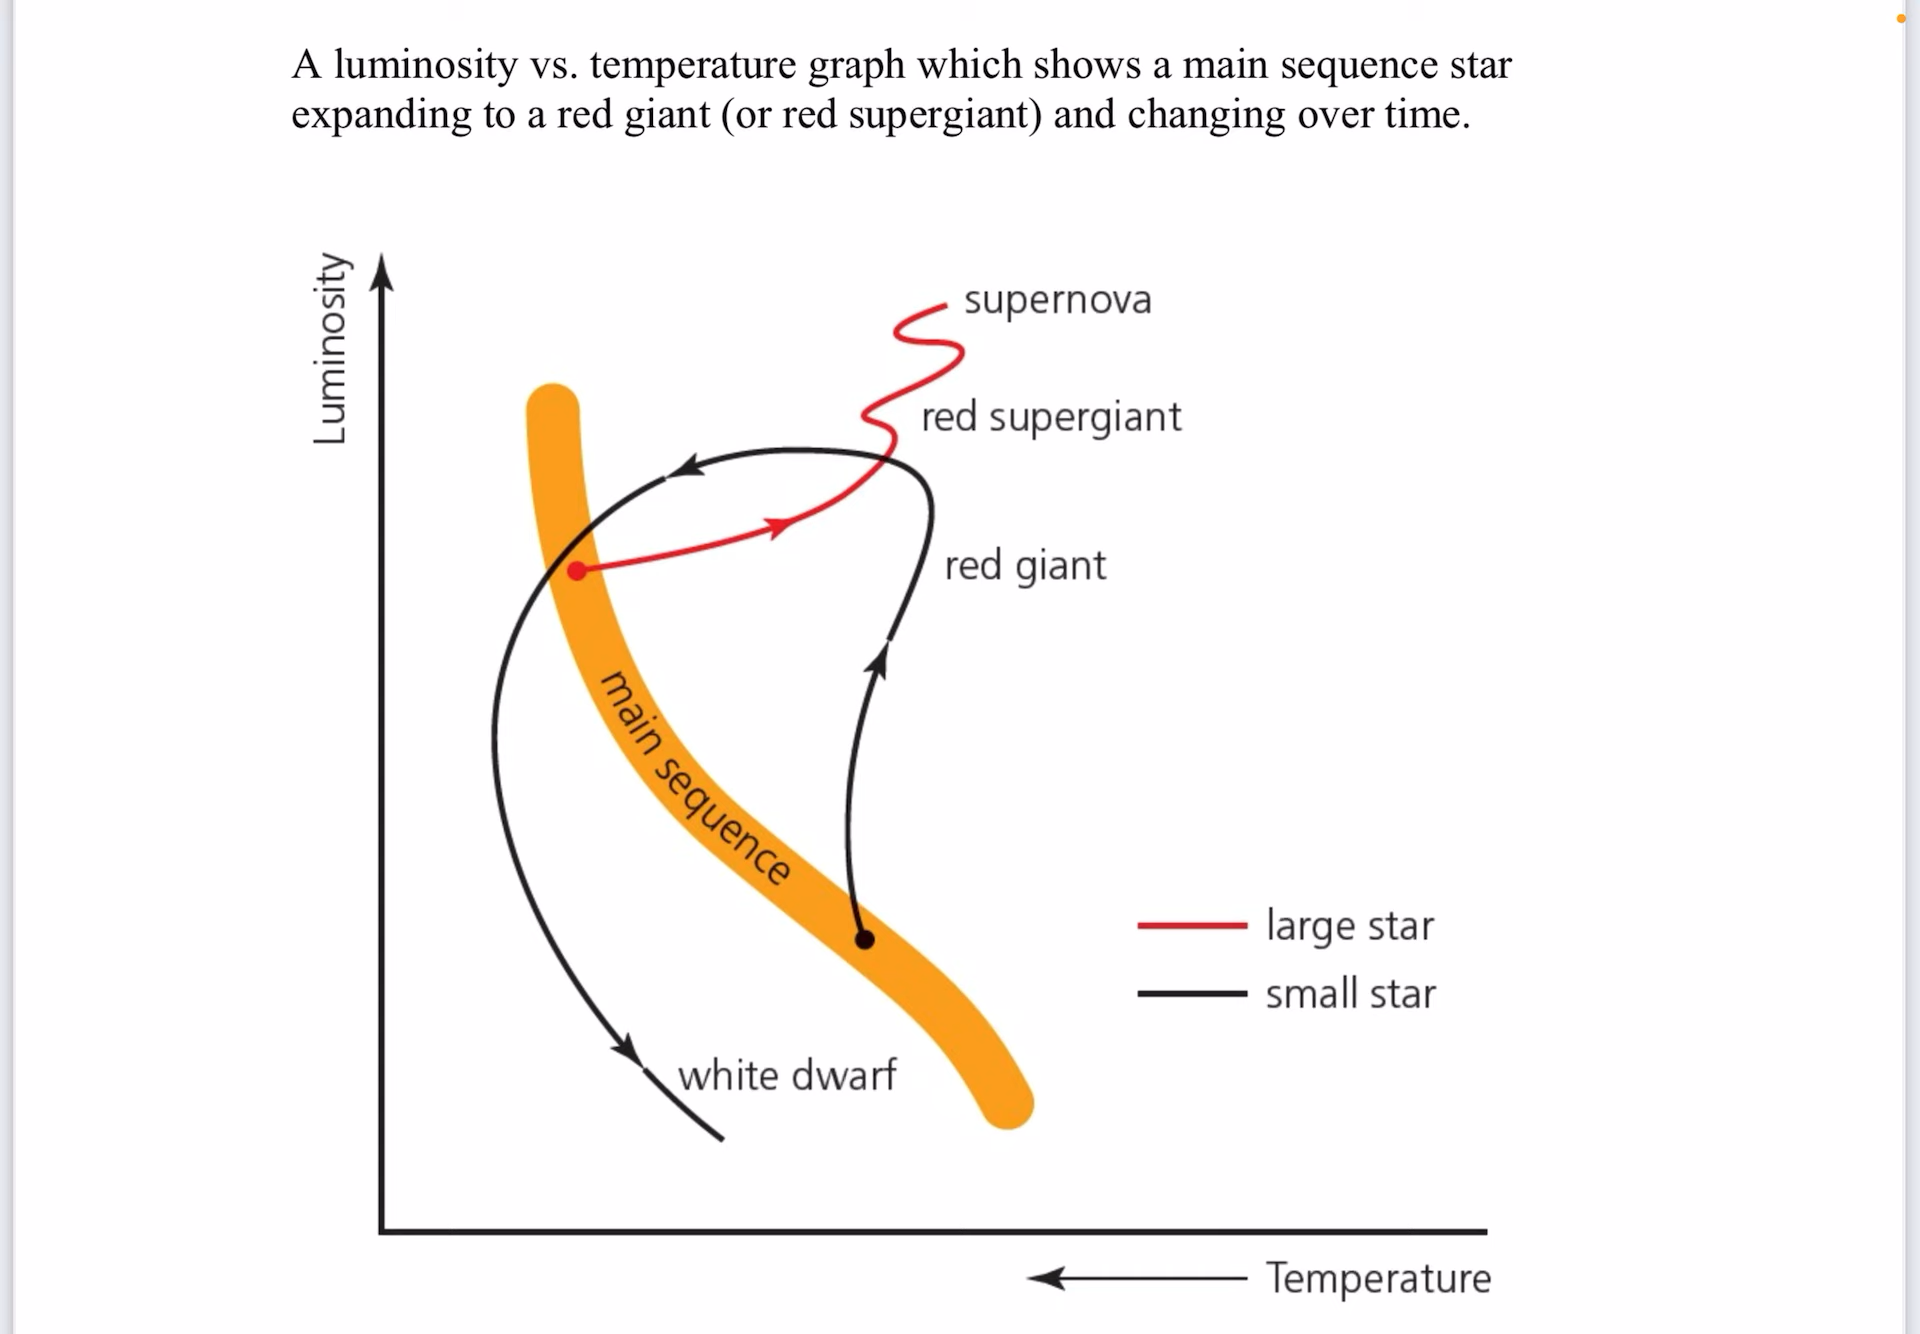 A luminosity vs. temperature graph which shows a main sequence star
expanding to a red giant (or red supergiant) and changing over time.
Luminosity
supernova
red supergiant
red giant
main sequence
large star
small star
white dwarf
Temperature